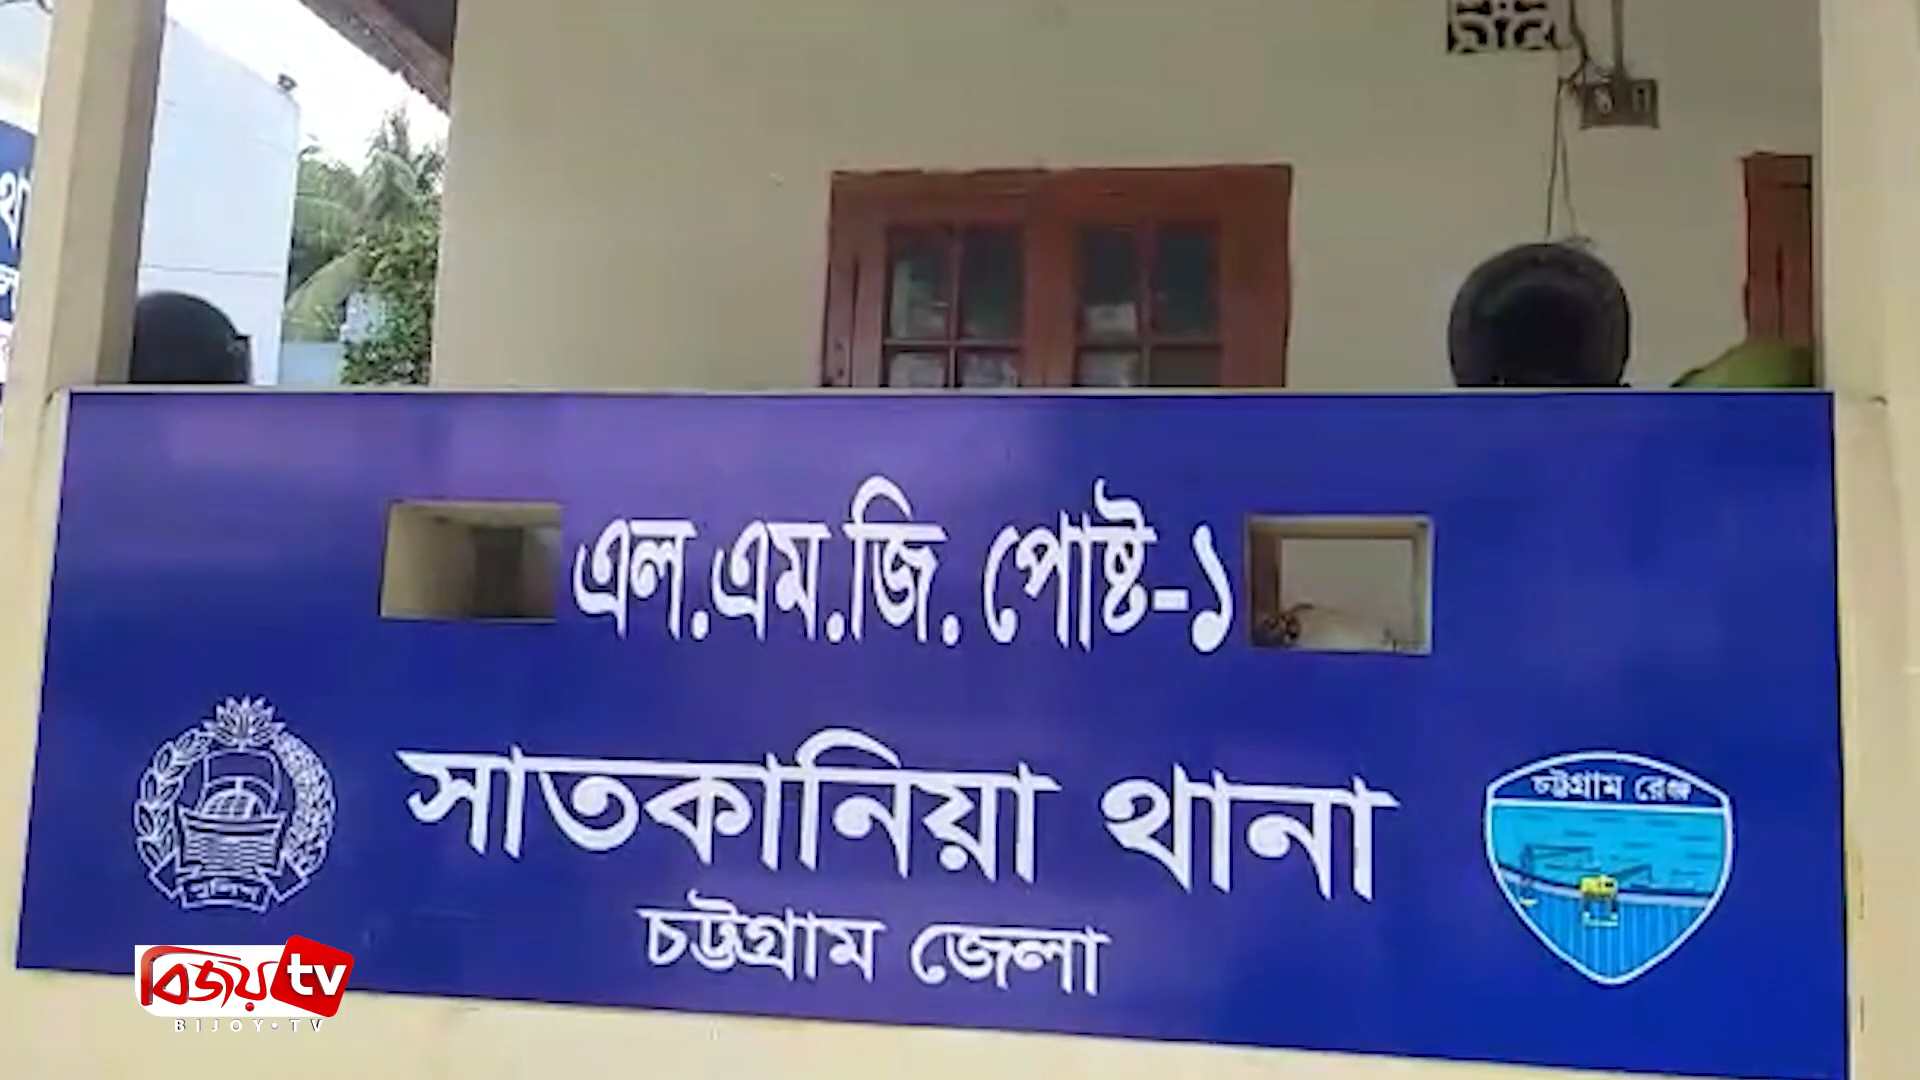 এল.এম.জি. পোষ্ট-১
সাতকানিয়া থানা
চট্টগ্রাম জেলা
পুলিশ
চট্টগ্রাম রেঞ্জ
বিজয় tv
BIJOY•TV